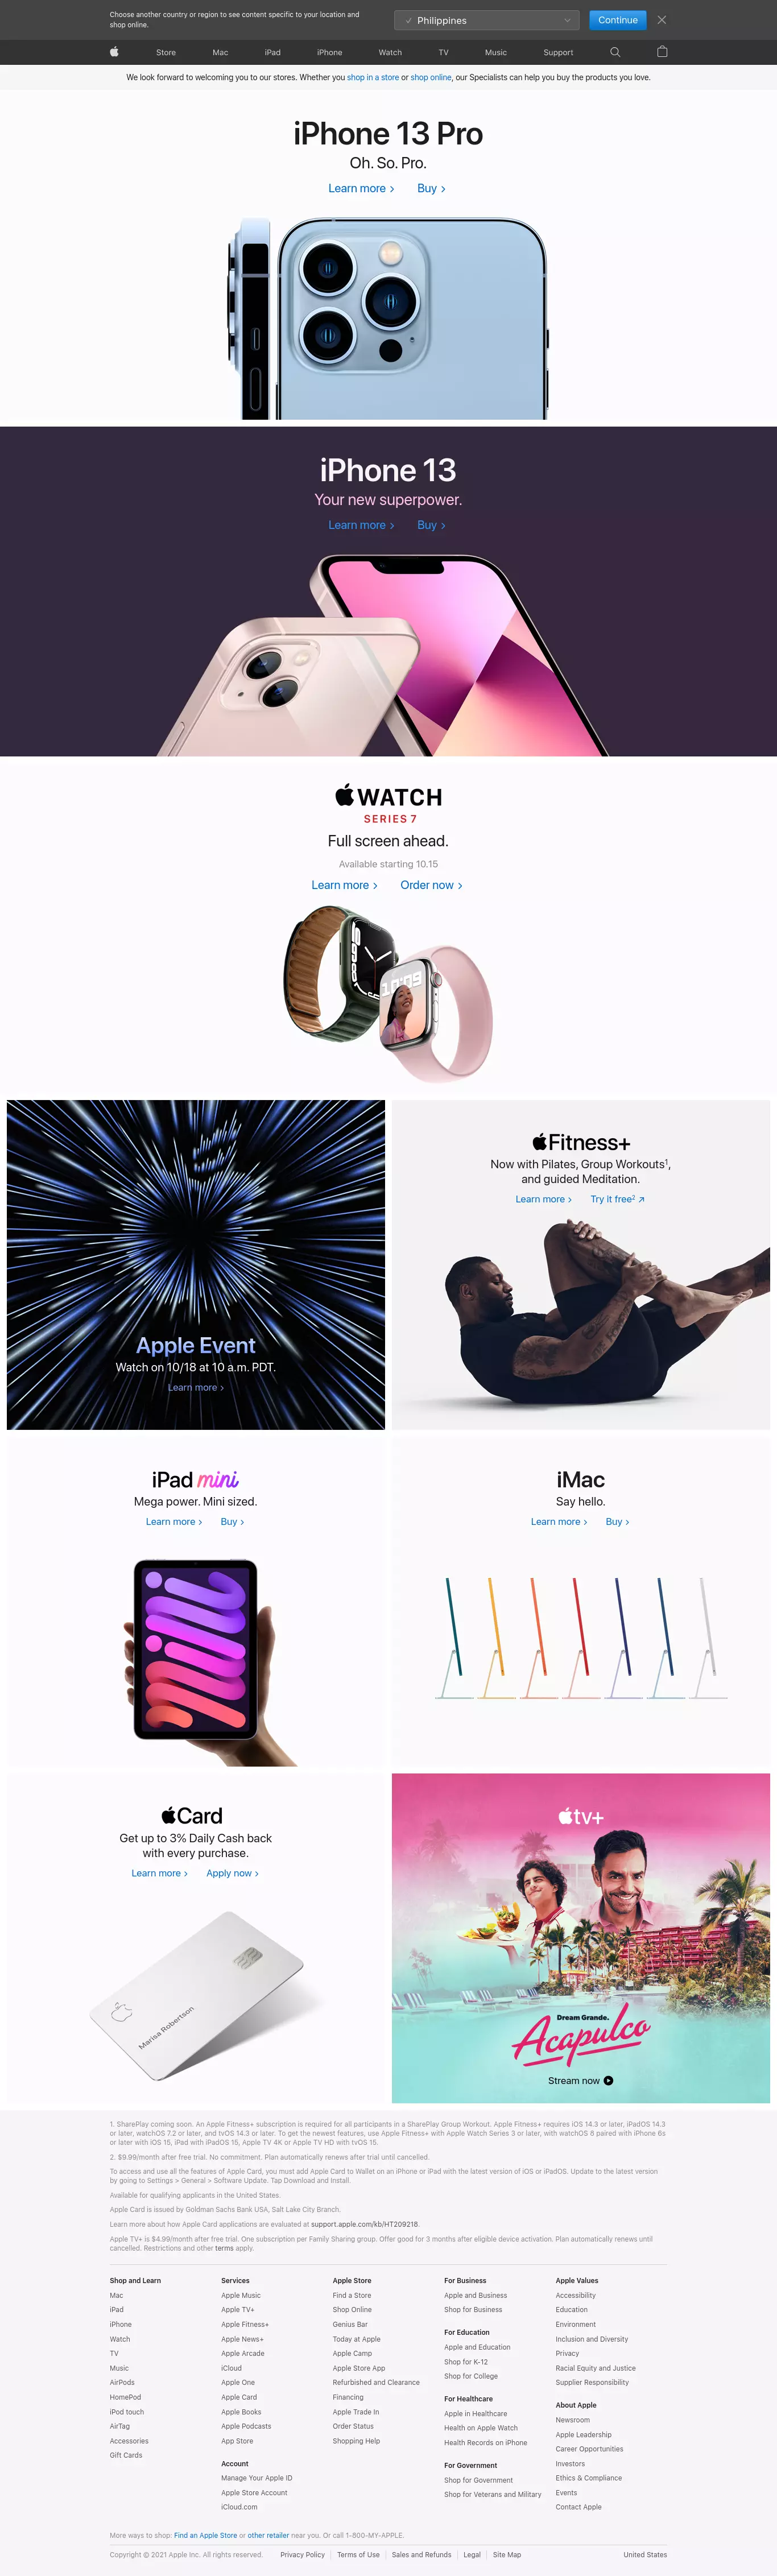 Choose another country or region to see content specific to your location and
shop online.
Philippines
Continue
Store Mac iPad iPhone Watch TV Music Support
We look forward to welcoming you to our stores. Whether you shop in a store or shop online, our Specialists can help you buy the products you love.
iPhone 13 Pro
Oh. So. Pro.
Learn more > Buy >
iPhone 13
Your new superpower.
Learn more > Buy >
WATCH
SERIES 7
Full screen ahead.
Available starting 10.15
Learn more > Order now >
10:09
Apple Event
Watch on 10/18 at 10 a.m. PDT.
Learn more >
Fitness+
Now with Pilates, Group Workouts¹,
and guided Meditation.
Learn more > Try it free² ↗
iPad mini
Mega power. Mini sized.
Learn more > Buy >
iMac
Say hello.
Learn more > Buy >
Card
Get up to 3% Daily Cash back
with every purchase.
Learn more > Apply now >
Marisa Robertson
tv+
Dream Grande.
Acapulco
Stream now
1. SharePlay coming soon. An Apple Fitness+ subscription is required for all participants in a SharePlay Group Workout. Apple Fitness+ requires iOS 14.3 or later, iPadOS 14.3
or later, watchOS 7.2 or later, and tvOS 14.3 or later. To get the newest features, use Apple Fitness+ with Apple Watch Series 3 or later, with watchOS 8 paired with iPhone 6s
or later with iOS 15, iPad with iPadOS 15, Apple TV 4K or Apple TV HD with tvOS 15.
2. $9.99/month after free trial. No commitment. Plan automatically renews after trial until cancelled.
To access and use all the features of Apple Card, you must add Apple Card to Wallet on an iPhone or iPad with the latest version of iOS or iPadOS. Update to the latest version
by going to Settings > General > Software Update. Tap Download and Install.
Available for qualifying applicants in the United States.
Apple Card is issued by Goldman Sachs Bank USA, Salt Lake City Branch.
Learn more about how Apple Card applications are evaluated at support.apple.com/kb/HT209218.
Apple TV+ is $4.99/month after free trial. One subscription per Family Sharing group. Offer good for 3 months after eligible device activation. Plan automatically renews until
cancelled. Restrictions and other terms apply.
Shop and Learn
Mac
iPad
iPhone
Watch
TV
Music
AirPods
HomePod
iPod touch
AirTag
Accessories
Gift Cards
Services
Apple Music
Apple TV+
Apple Fitness+
Apple News+
Apple Arcade
iCloud
Apple One
Apple Card
Apple Books
Apple Podcasts
App Store
Account
Manage Your Apple ID
Apple Store Account
iCloud.com
Apple Store
Find a Store
Shop Online
Genius Bar
Today at Apple
Apple Camp
Apple Store App
Refurbished and Clearance
Financing
Apple Trade In
Order Status
Shopping Help
For Business
Apple and Business
Shop for Business
For Education
Apple and Education
Shop for K-12
Shop for College
For Healthcare
Apple in Healthcare
Health on Apple Watch
Health Records on iPhone
For Government
Shop for Government
Shop for Veterans and Military
Apple Values
Accessibility
Education
Environment
Inclusion and Diversity
Privacy
Racial Equity and Justice
Supplier Responsibility
About Apple
Newsroom
Apple Leadership
Career Opportunities
Investors
Ethics & Compliance
Events
Contact Apple
More ways to shop: Find an Apple Store or other retailer near you. Or call 1-800-MY-APPLE.
Copyright © 2021 Apple Inc. All rights reserved. Privacy Policy Terms of Use Sales and Refunds Legal Site Map United States